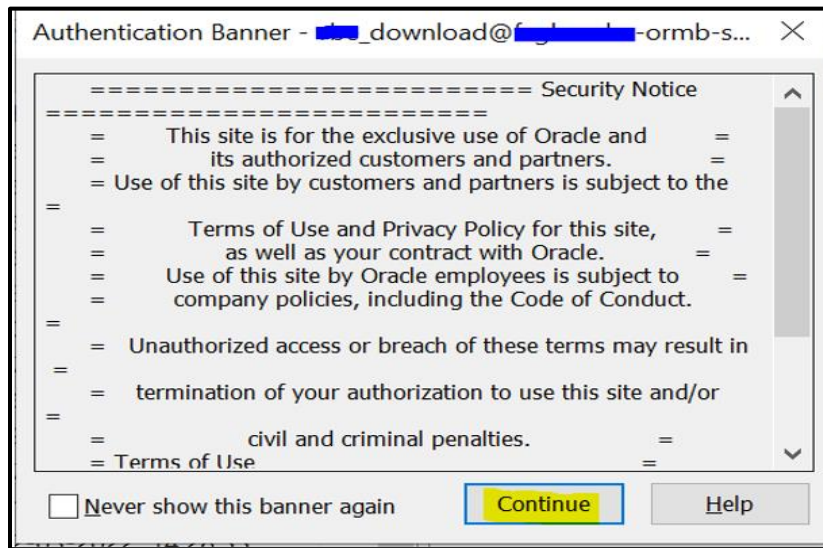 Authentication Banner - _download@ -ormb-s...
========================== Security Notice
==========================
= This site is for the exclusive use of Oracle and =
= its authorized customers and partners. =
= Use of this site by customers and partners is subject to the
=
= Terms of Use and Privacy Policy for this site, =
= as well as your contract with Oracle. =
= Use of this site by Oracle employees is subject to =
= company policies, including the Code of Conduct.
=
= Unauthorized access or breach of these terms may result in
=
= termination of your authorization to use this site and/or
=
= civil and criminal penalties. =
= Terms of Use =
Never show this banner again Continue Help